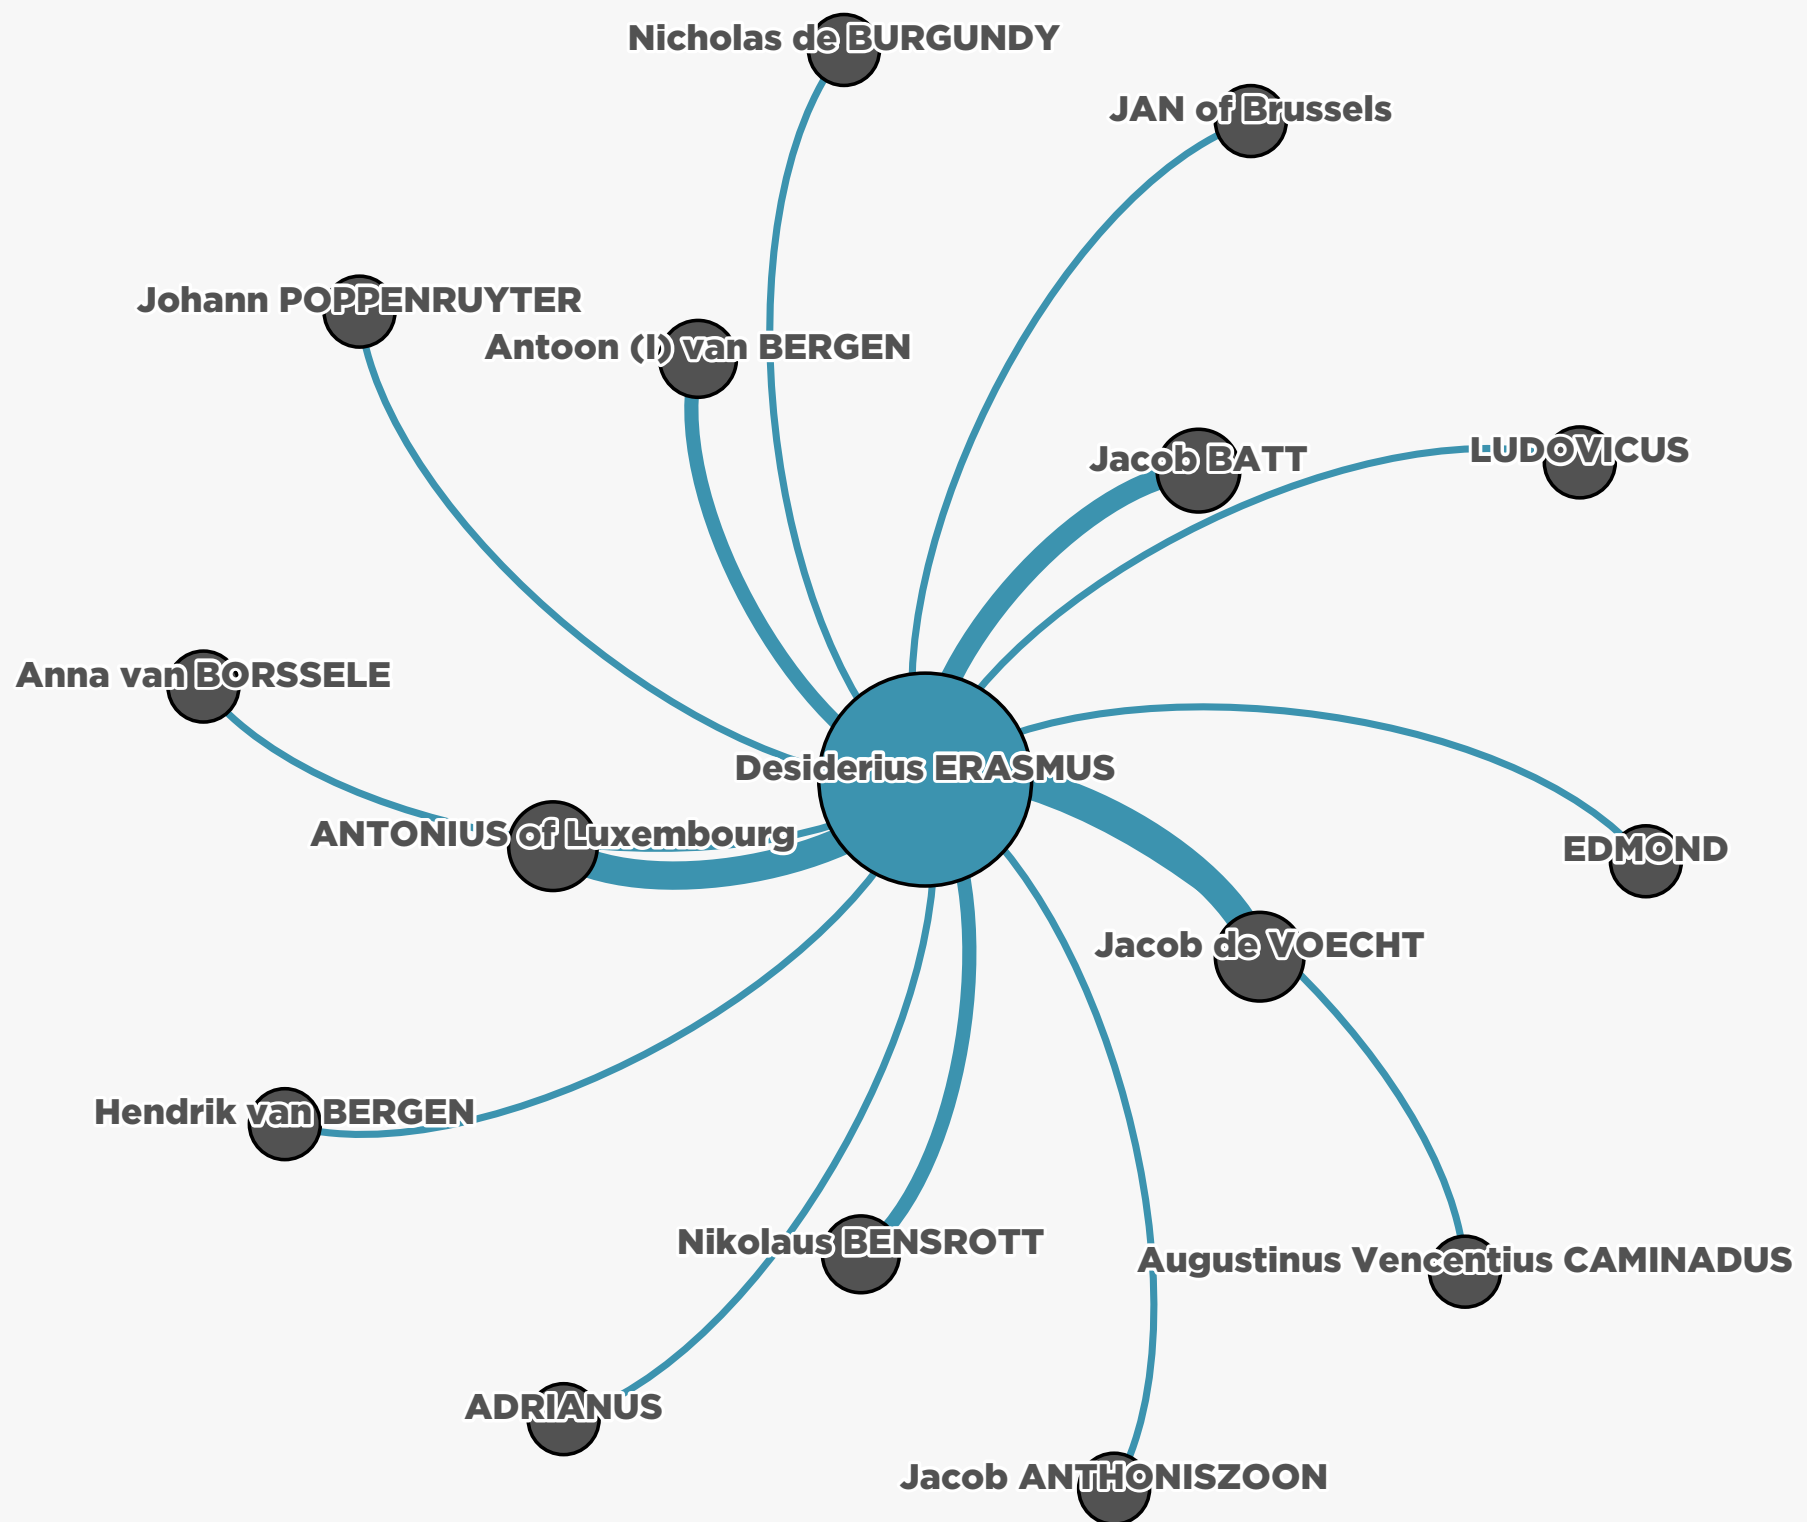 Nicholas de BURGUNDY
JAN of Brussels
Johann POPPENRUYTER
Antoon (I) van BERGEN
Jacob BATT
LUDOVICUS
Anna van BORSSELE
Desiderius ERASMUS
ANTONIUS of Luxembourg
EDMOND
Jacob de VOECHT
Hendrik van BERGEN
Nikolaus BENSROTT
Augustinus Vencentius CAMINADUS
ADRIANUS
Jacob ANTHONISZOON